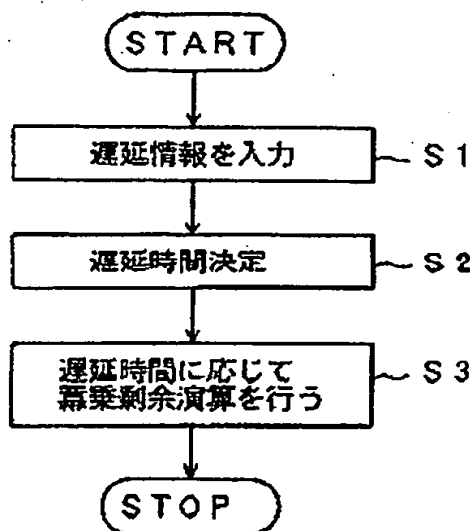 START
遅延情報を入力
S1
遅延時間決定
S2
遅延時間に応じて
冪乗剰余演算を行う
S3
STOP